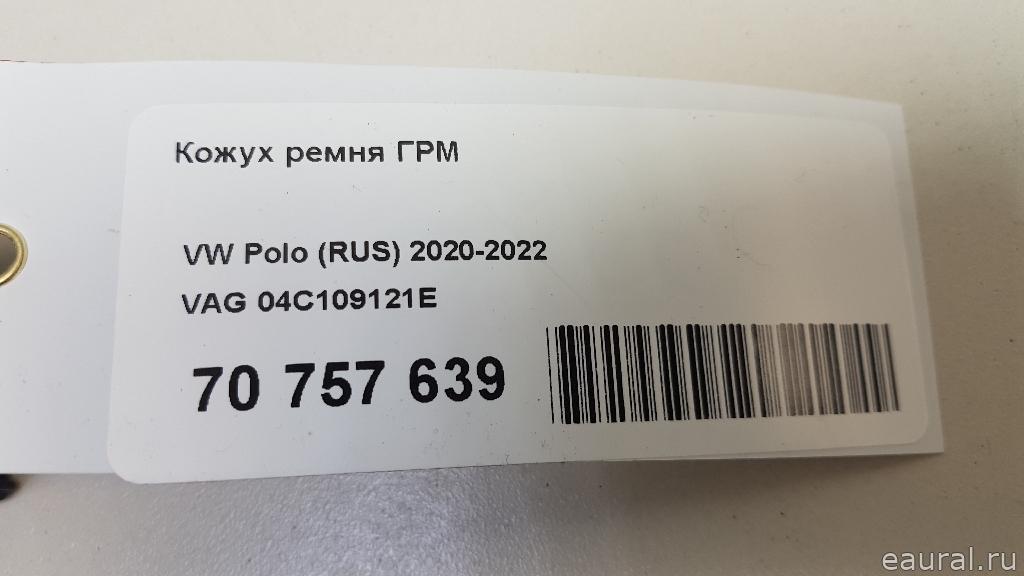 Кожух ремня ГРМ
VW Polo (RUS) 2020-2022
VAG 04C109121E
70 757 639
eaural.ru